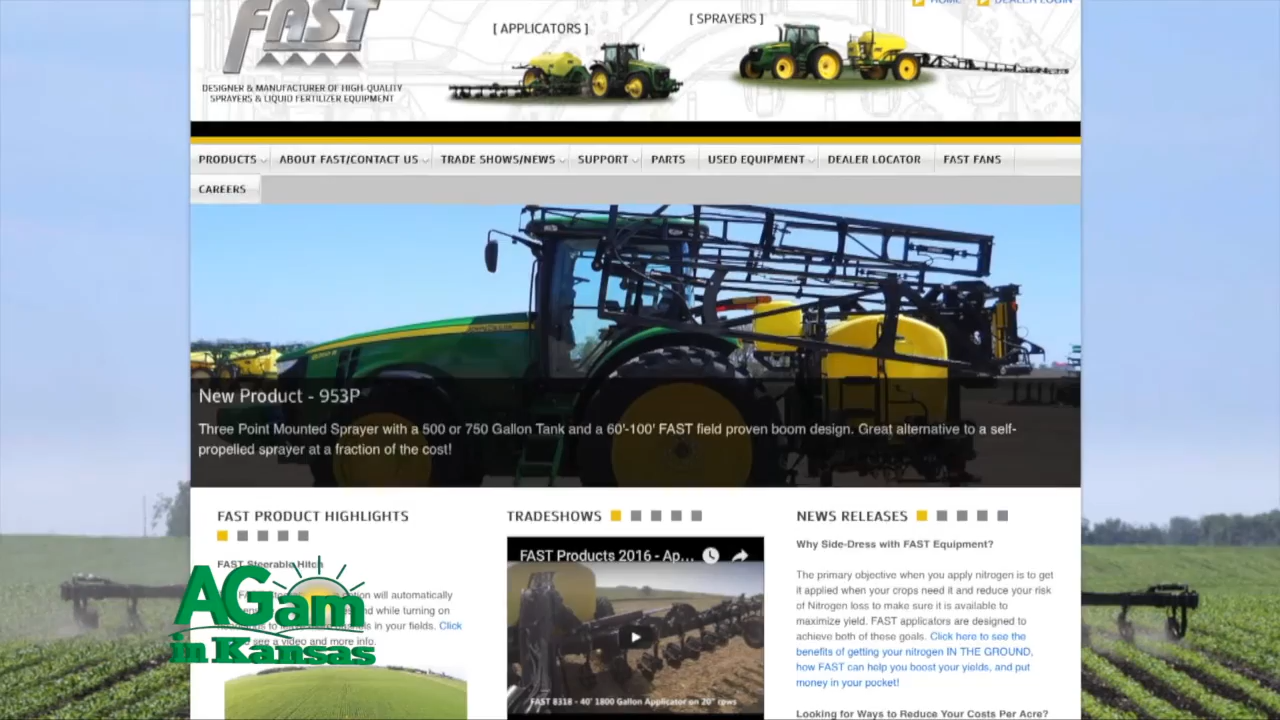 HOME DEALER LOGIN
FAST
[ APPLICATORS ]
[ SPRAYERS ]
DESIGNER & MANUFACTURER OF HIGH-QUALITY
SPRAYERS & LIQUID FERTILIZER EQUIPMENT
PRODUCTS ABOUT FAST/CONTACT US TRADE SHOWS/NEWS SUPPORT PARTS USED EQUIPMENT DEALER LOCATOR FAST FANS
CAREERS
New Product - 953P
Three Point Mounted Sprayer with a 500 or 750 Gallon Tank and a 60'-100' FAST field proven boom design. Great alternative to a self-
propelled sprayer at a fraction of the cost!
FAST PRODUCT HIGHLIGHTS
FAST Steerable Hitch
will automatically
while turning on
in your fields. Click
see a video and more info.
AGam
in Kansas
TRADESHOWS
FAST Products 2016 - Ap...
FAST 8318 - 40' 1800 Gallon Applicator on 20" rows
NEWS RELEASES
Why Side-Dress with FAST Equipment?
The primary objective when you apply nitrogen is to get
it applied when your crops need it and reduce your risk
of Nitrogen loss to make sure it is available to
maximize yield. FAST applicators are designed to
achieve both of these goals. Click here to see the
benefits of getting your nitrogen IN THE GROUND,
how FAST can help you boost your yields, and put
money in your pocket!
Looking for Ways to Reduce Your Costs Per Acre?